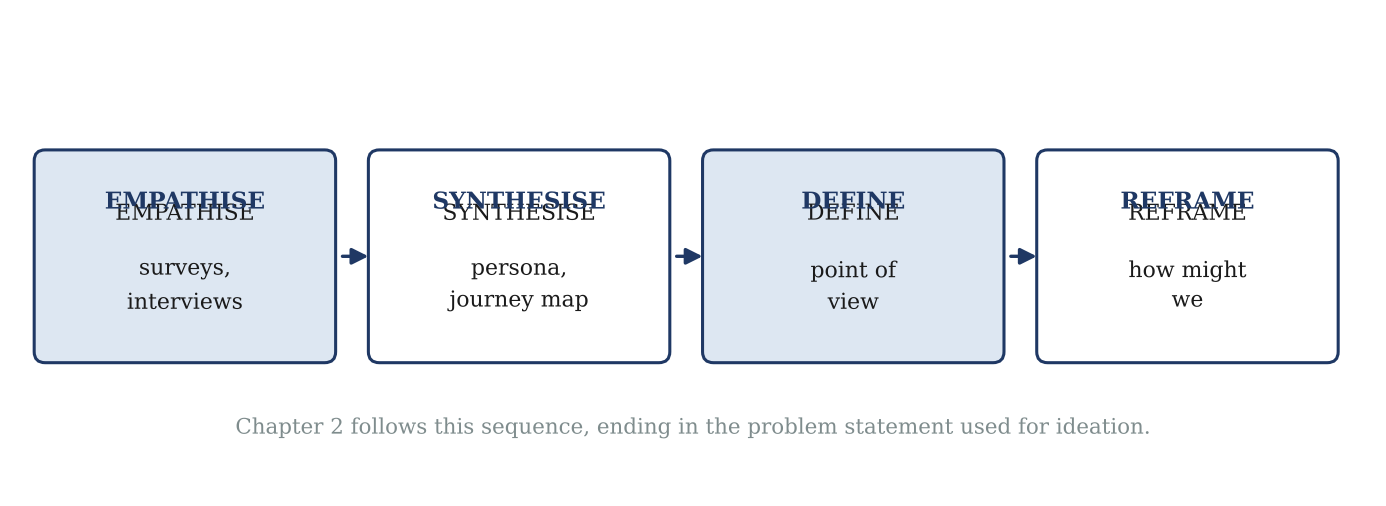 EMPATHISE
EMPATHISE
surveys,
interviews
SYNTHESISE
SYNTHESISE
persona,
journey map
DEFINE
DEFINE
point of
view
REFRAME
REFRAME
how might
we
Chapter 2 follows this sequence, ending in the problem statement used for ideation.